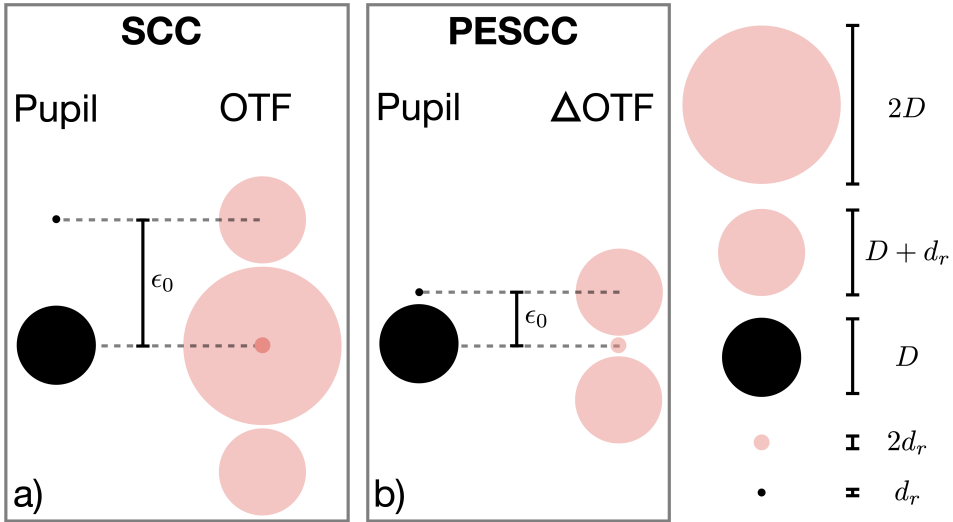 SCC
Pupil OTF
ϵ₀
a)
PESCC
Pupil ΔOTF
ϵ₀
b)
2D
D + dᵣ
D
2dᵣ
dᵣ